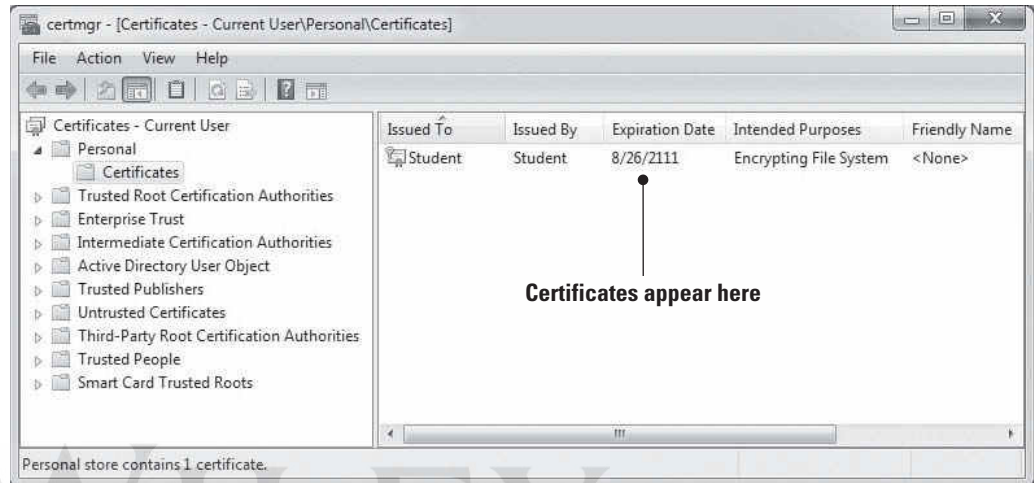 certmgr - [Certificates - Current User\Personal\Certificates]
File Action View Help
Certificates - Current User
Personal
Certificates
Trusted Root Certification Authorities
Enterprise Trust
Intermediate Certification Authorities
Active Directory User Object
Trusted Publishers
Untrusted Certificates
Third-Party Root Certification Authorities
Trusted People
Smart Card Trusted Roots
Issued To Issued By Expiration Date Intended Purposes Friendly Name
Student Student 8/26/2111 Encrypting File System <None>
Certificates appear here
Personal store contains 1 certificate.